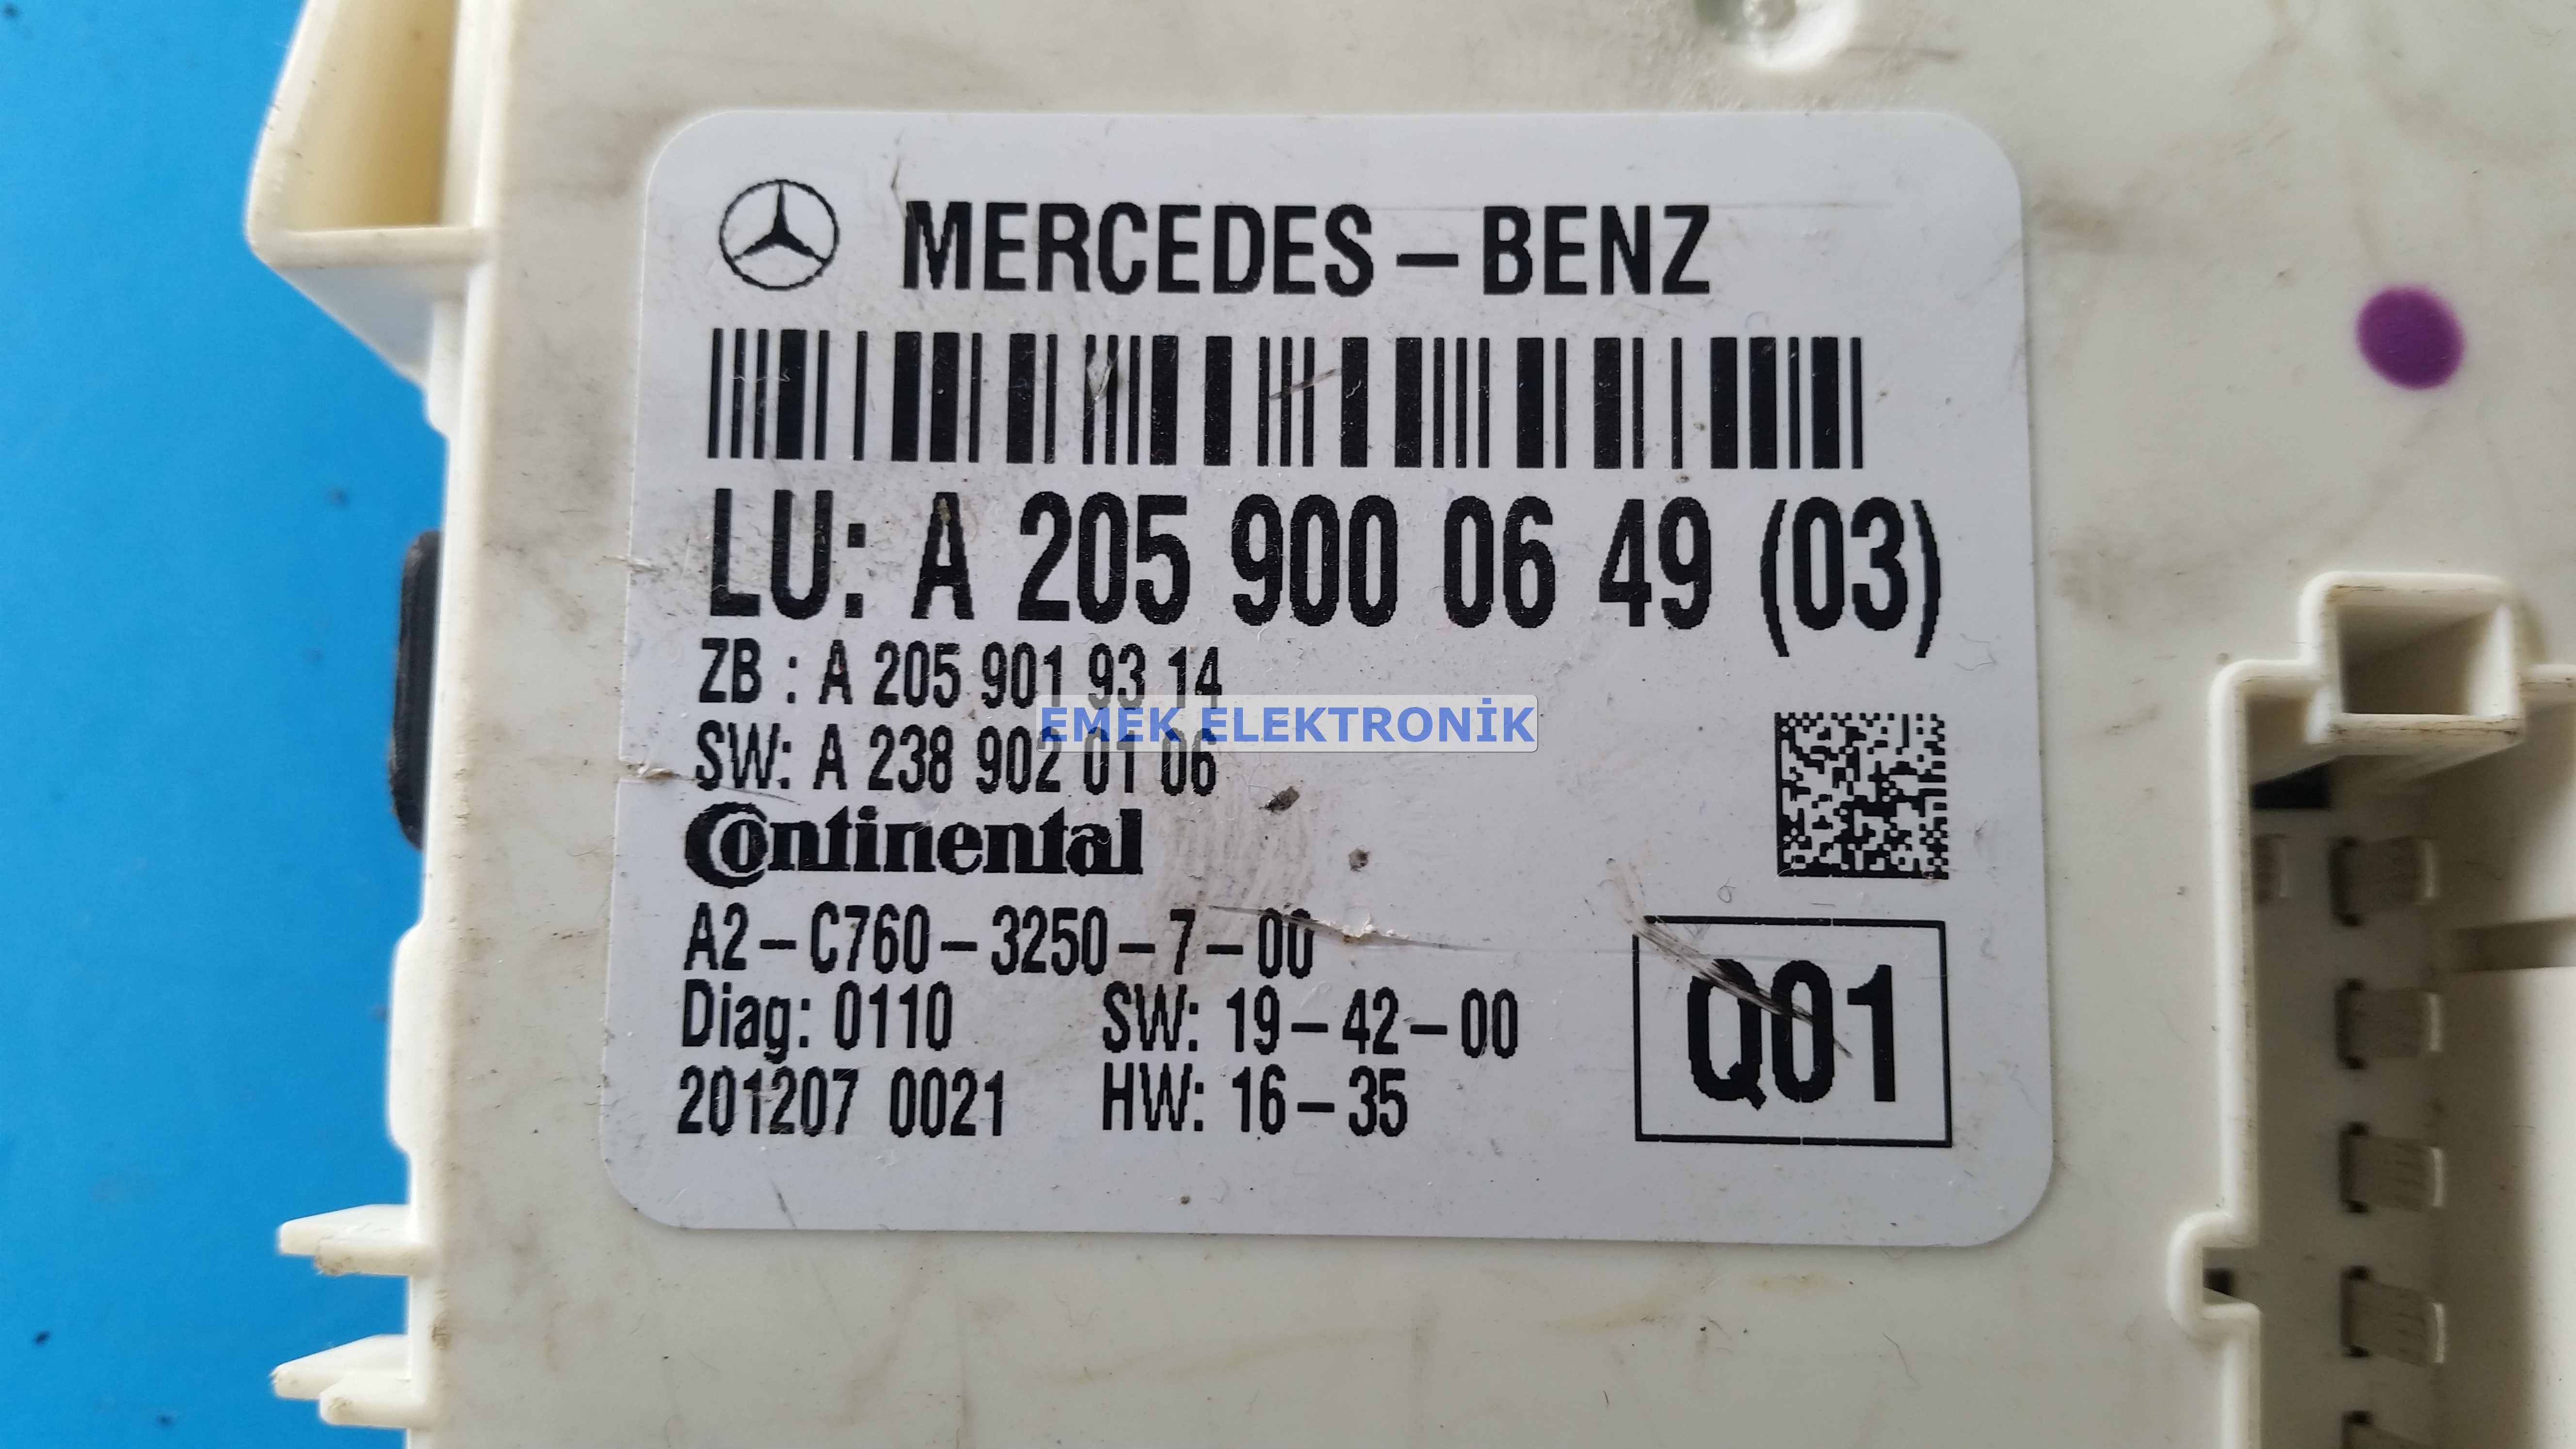 MERCEDES-BENZ
LU: A 205 900 06 49 (03)
ZB : A 205 901 93 14
EMEK ELEKTRONİK
SW: A 238 902 01 06
Continental
A2-C760-3250-7-00
Diag: 0110 SW: 19-42-00
201207 0021 HW: 16-35
Q01